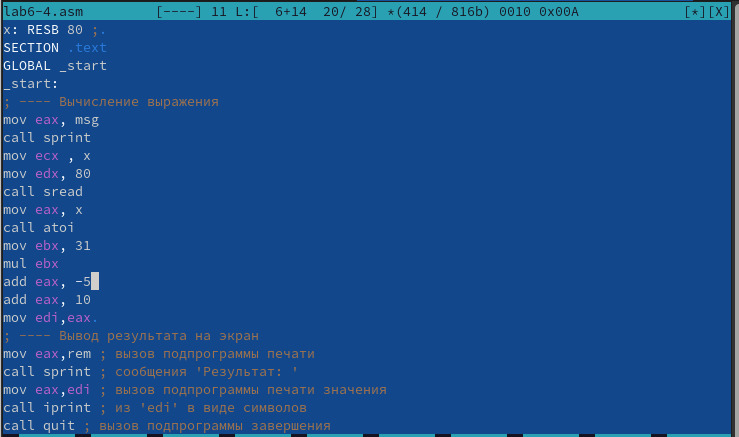 lab6-4.asm [----] 11 L:[ 6+14 20/ 28] *(414 / 816b) 0010 0x00A [*][X]
x: RESB 80 ;.
SECTION .text
GLOBAL _start
_start:
; ---- Вычисление выражения
mov eax, msg
call sprint
mov ecx , x
mov edx, 80
call sread
mov eax, x
call atoi
mov ebx, 31
mul ebx
add eax, -5
add eax, 10
mov edi,eax.
; ---- Вывод результата на экран
mov eax,rem ; вызов подпрограммы печати
call sprint ; сообщения 'Результат: '
mov eax,edi ; вызов подпрограммы печати значения
call iprint ; из 'edi' в виде символов
call quit ; вызов подпрограммы завершения